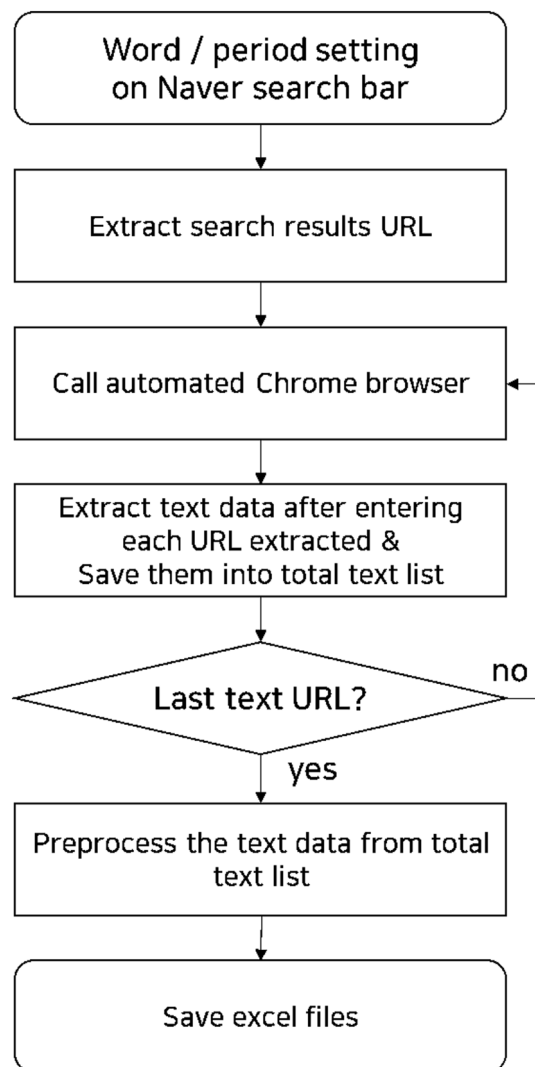 Word / period setting
on Naver search bar
Extract search results URL
Call automated Chrome browser
Extract text data after entering
each URL extracted &
Save them into total text list
Last text URL?
no
yes
Preprocess the text data from total
text list
Save excel files